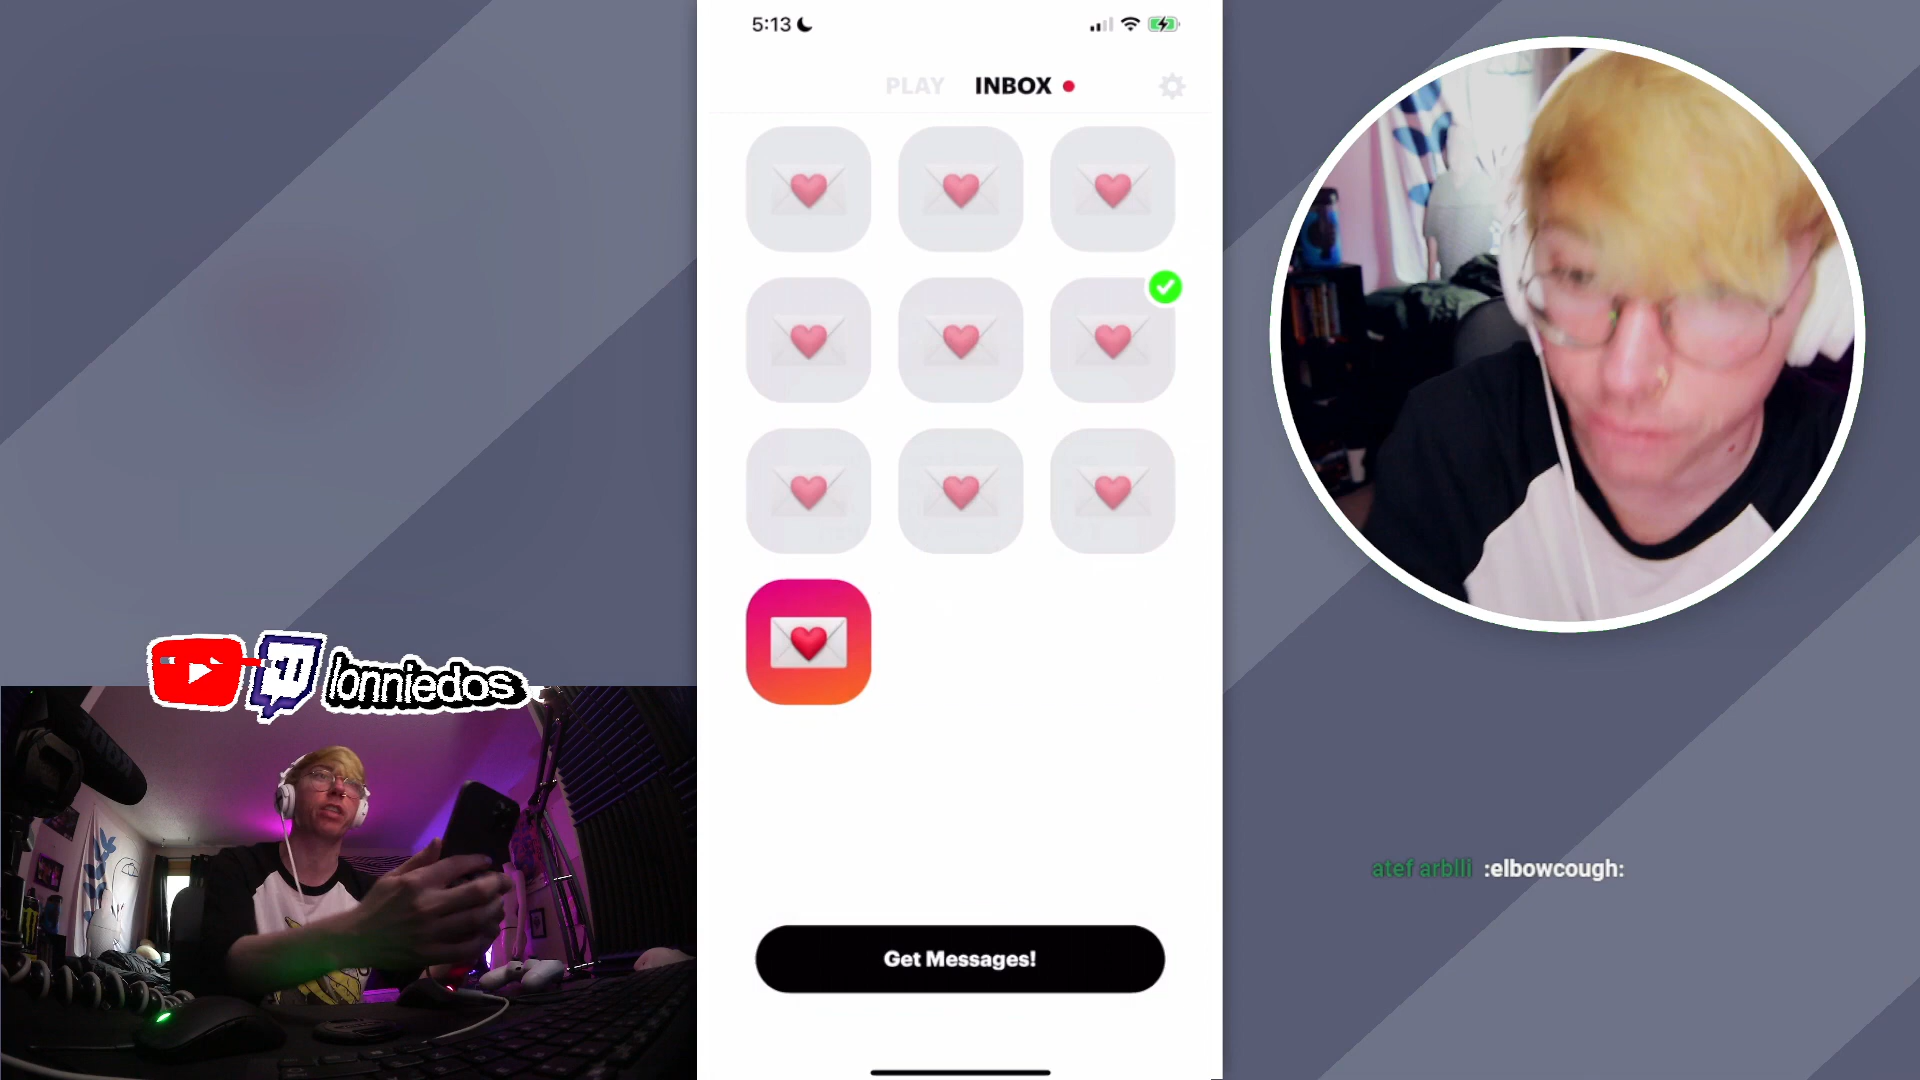 5:13
PLAY INBOX
lonniedos
Get Messages!
atef arblli :elbowcough: